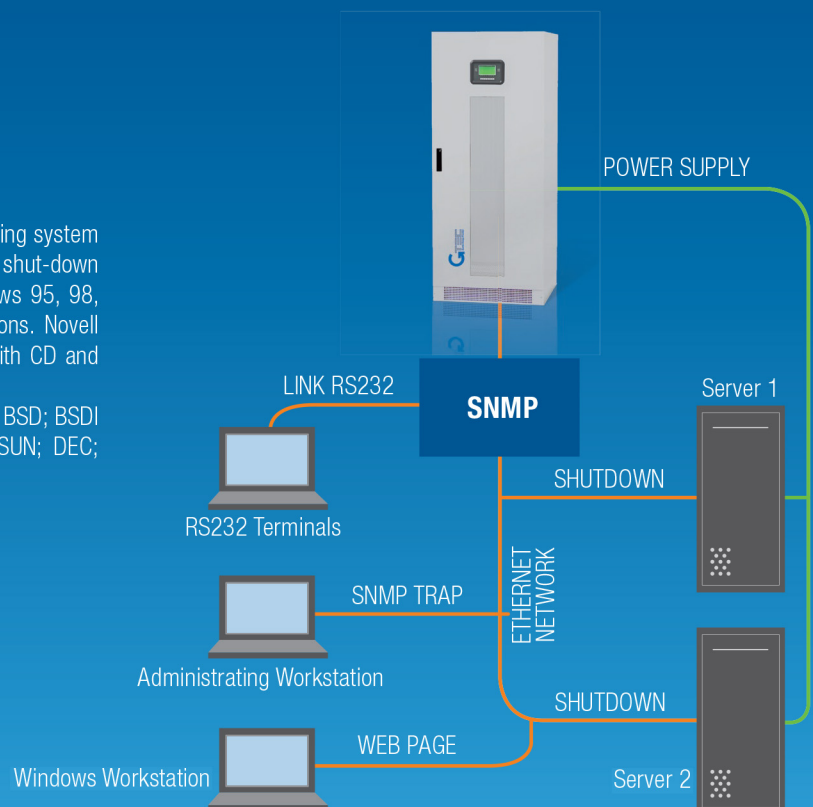 POWER SUPPLY
ing system
shut-down
ws 95, 98,
ons. Novell
ith CD and
BSD; BSDI
SUN; DEC;
LINK RS232
SNMP
Server 1
SHUTDOWN
RS232 Terminals
ETHERNET
NETWORK
SNMP TRAP
Administrating Workstation
SHUTDOWN
WEB PAGE
Windows Workstation
Server 2